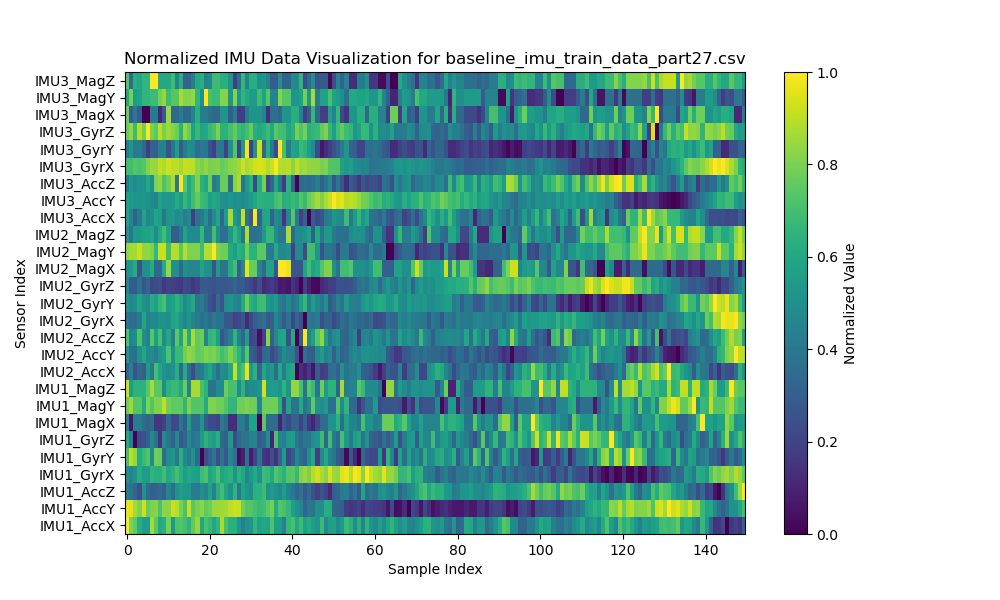 Normalized IMU Data Visualization for baseline_imu_train_data_part27.csv
IMU3_MagZ
IMU3_MagY
IMU3_MagX
IMU3_GyrZ
IMU3_GyrY
IMU3_GyrX
IMU3_AccZ
IMU3_AccY
IMU3_AccX
IMU2_MagZ
IMU2_MagY
IMU2_MagX
IMU2_GyrZ
IMU2_GyrY
IMU2_GyrX
IMU2_AccZ
IMU2_AccY
IMU2_AccX
IMU1_MagZ
IMU1_MagY
IMU1_MagX
IMU1_GyrZ
IMU1_GyrY
IMU1_GyrX
IMU1_AccZ
IMU1_AccY
IMU1_AccX
Sensor Index
0 20 40 60 80 100 120 140
Sample Index
1.0
0.8
0.6
0.4
0.2
0.0
Normalized Value